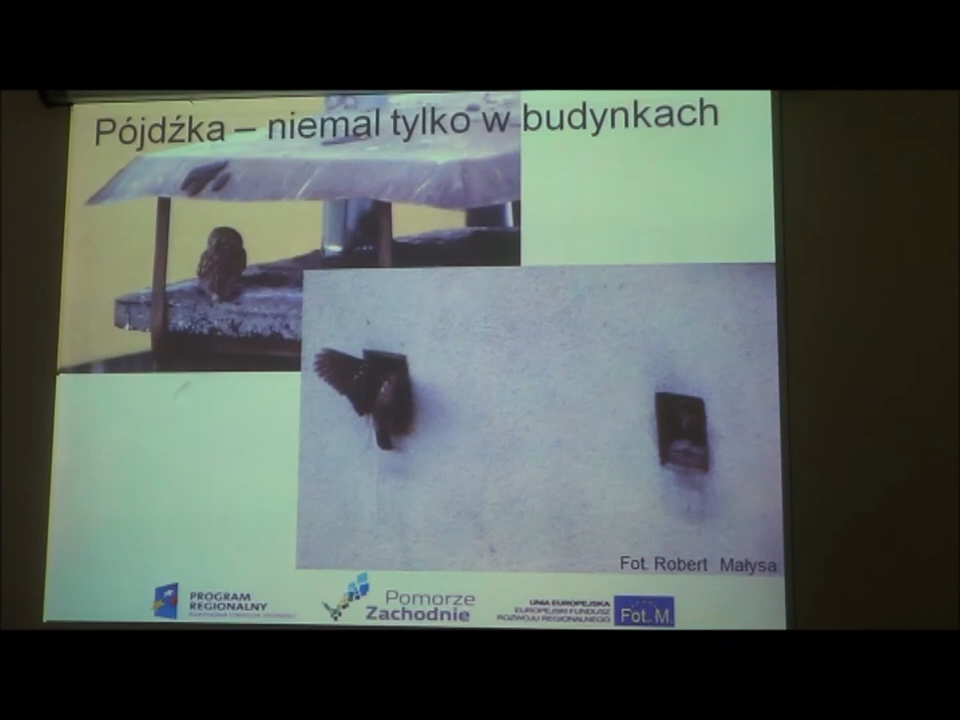 Pójdźka – niemal tylko w budynkach
Fot. Robert Małysa
PROGRAM
REGIONALNY
Pomorze
Zachodnie
UNIA EUROPEJSKA
EUROPEJSKI FUNDUSZ
ROZWOJU REGIONALNEGO
Fot. M.